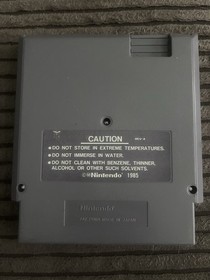 CAUTION
●DO NOT STORE IN EXTREME TEMPERATURES.
●DO NOT IMMERSE IN WATER.
●DO NOT CLEAN WITH BENZENE, THINNER,
ALCOHOL OR OTHER SUCH SOLVENTS.
©Nintendo 1985
Nintendo